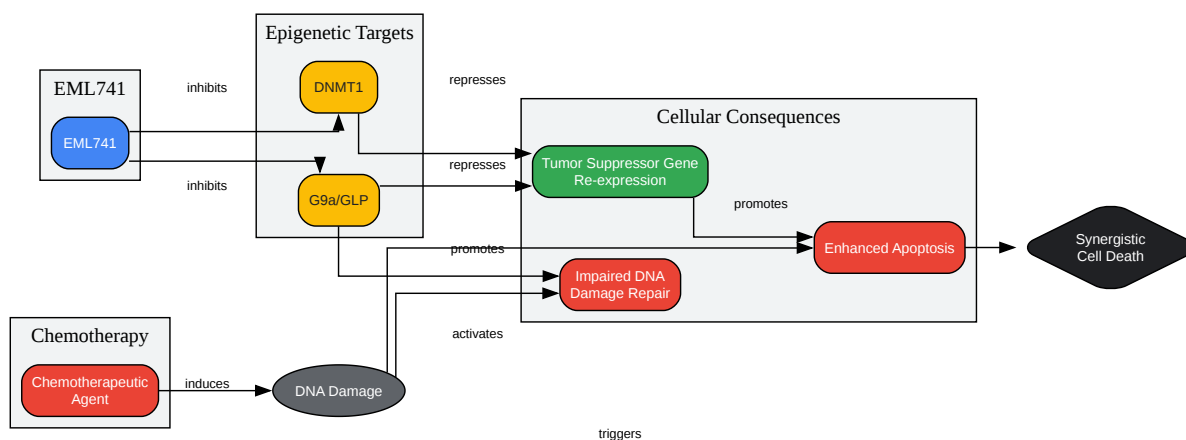 Epigenetic Targets
DNMT1
represses
EML741
inhibits
EML741
inhibits
G9a/GLP
Cellular Consequences
Tumor Suppressor Gene
Re-expression
represses
promotes
Enhanced Apoptosis
Synergistic
Cell Death
promotes
Impaired DNA
Damage Repair
activates
Chemotherapy
Chemotherapeutic
Agent
induces
DNA Damage
triggers